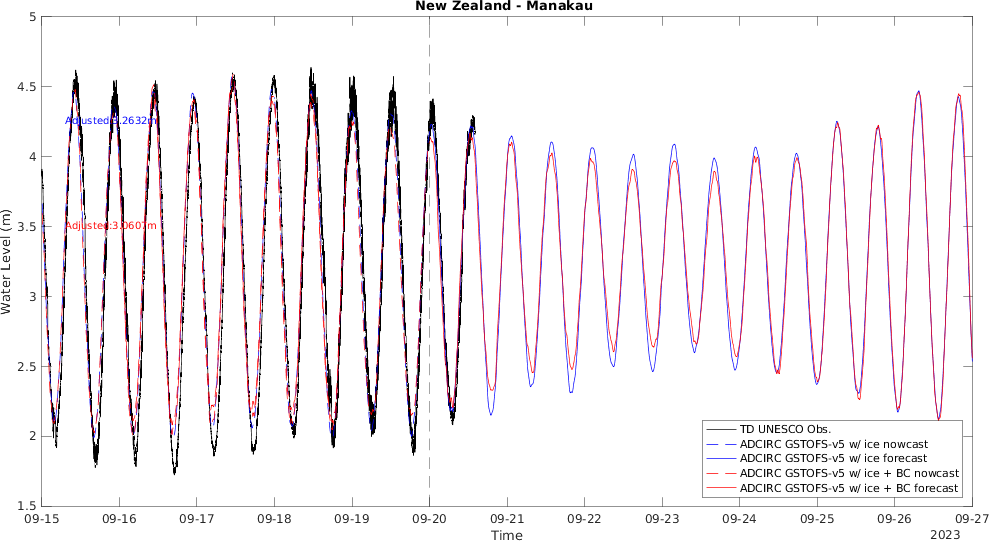 New Zealand - Manakau
5
4.5
4
3.5
3
2.5
2
1.5
Water Level (m)
Adjusted:3.2632m
Adjusted:3.0607m
TD UNESCO Obs.
ADCIRC GSTOFS-v5 w/ ice nowcast
ADCIRC GSTOFS-v5 w/ ice forecast
ADCIRC GSTOFS-v5 w/ ice + BC nowcast
ADCIRC GSTOFS-v5 w/ ice + BC forecast
09-15 09-16 09-17 09-18 09-19 09-20 09-21 09-22 09-23 09-24 09-25 09-26 09-27
Time
2023